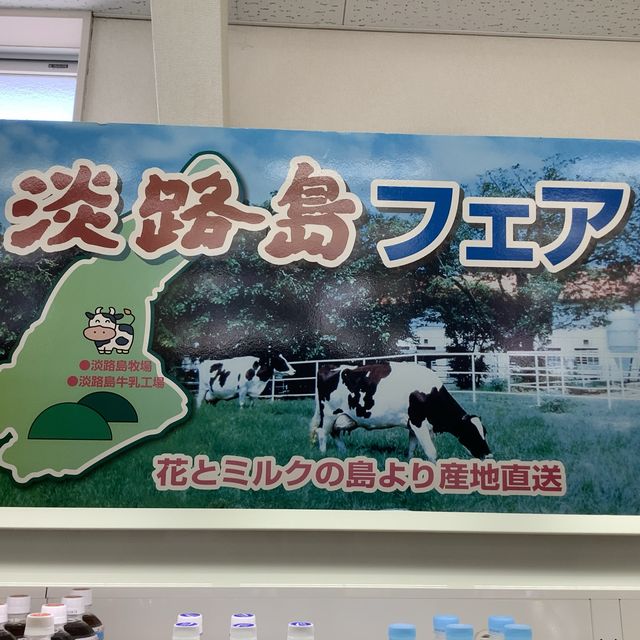 淡路島フェア
●淡路島牧場
●淡路島牛乳工場
花とミルクの島より産地直送